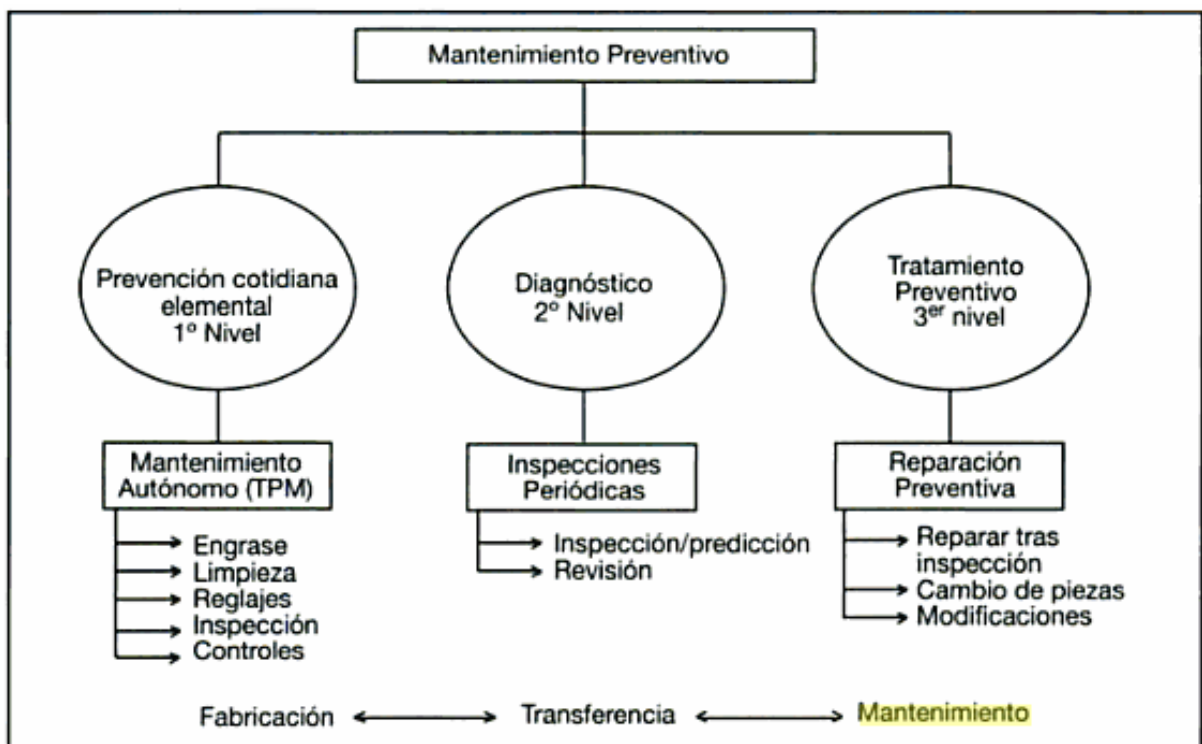 Mantenimiento Preventivo
Prevención cotidiana
elemental
1º Nivel
Diagnóstico
2º Nivel
Tratamiento
Preventivo
3er nivel
Mantenimiento
Autónomo (TPM)
Engrase
Limpieza
Reglajes
Inspección
Controles
Inspecciones
Periódicas
Inspección/predicción
Revisión
Reparación
Preventiva
Reparar tras
inspección
Cambio de piezas
Modificaciones
Fabricación
Transferencia
Mantenimiento